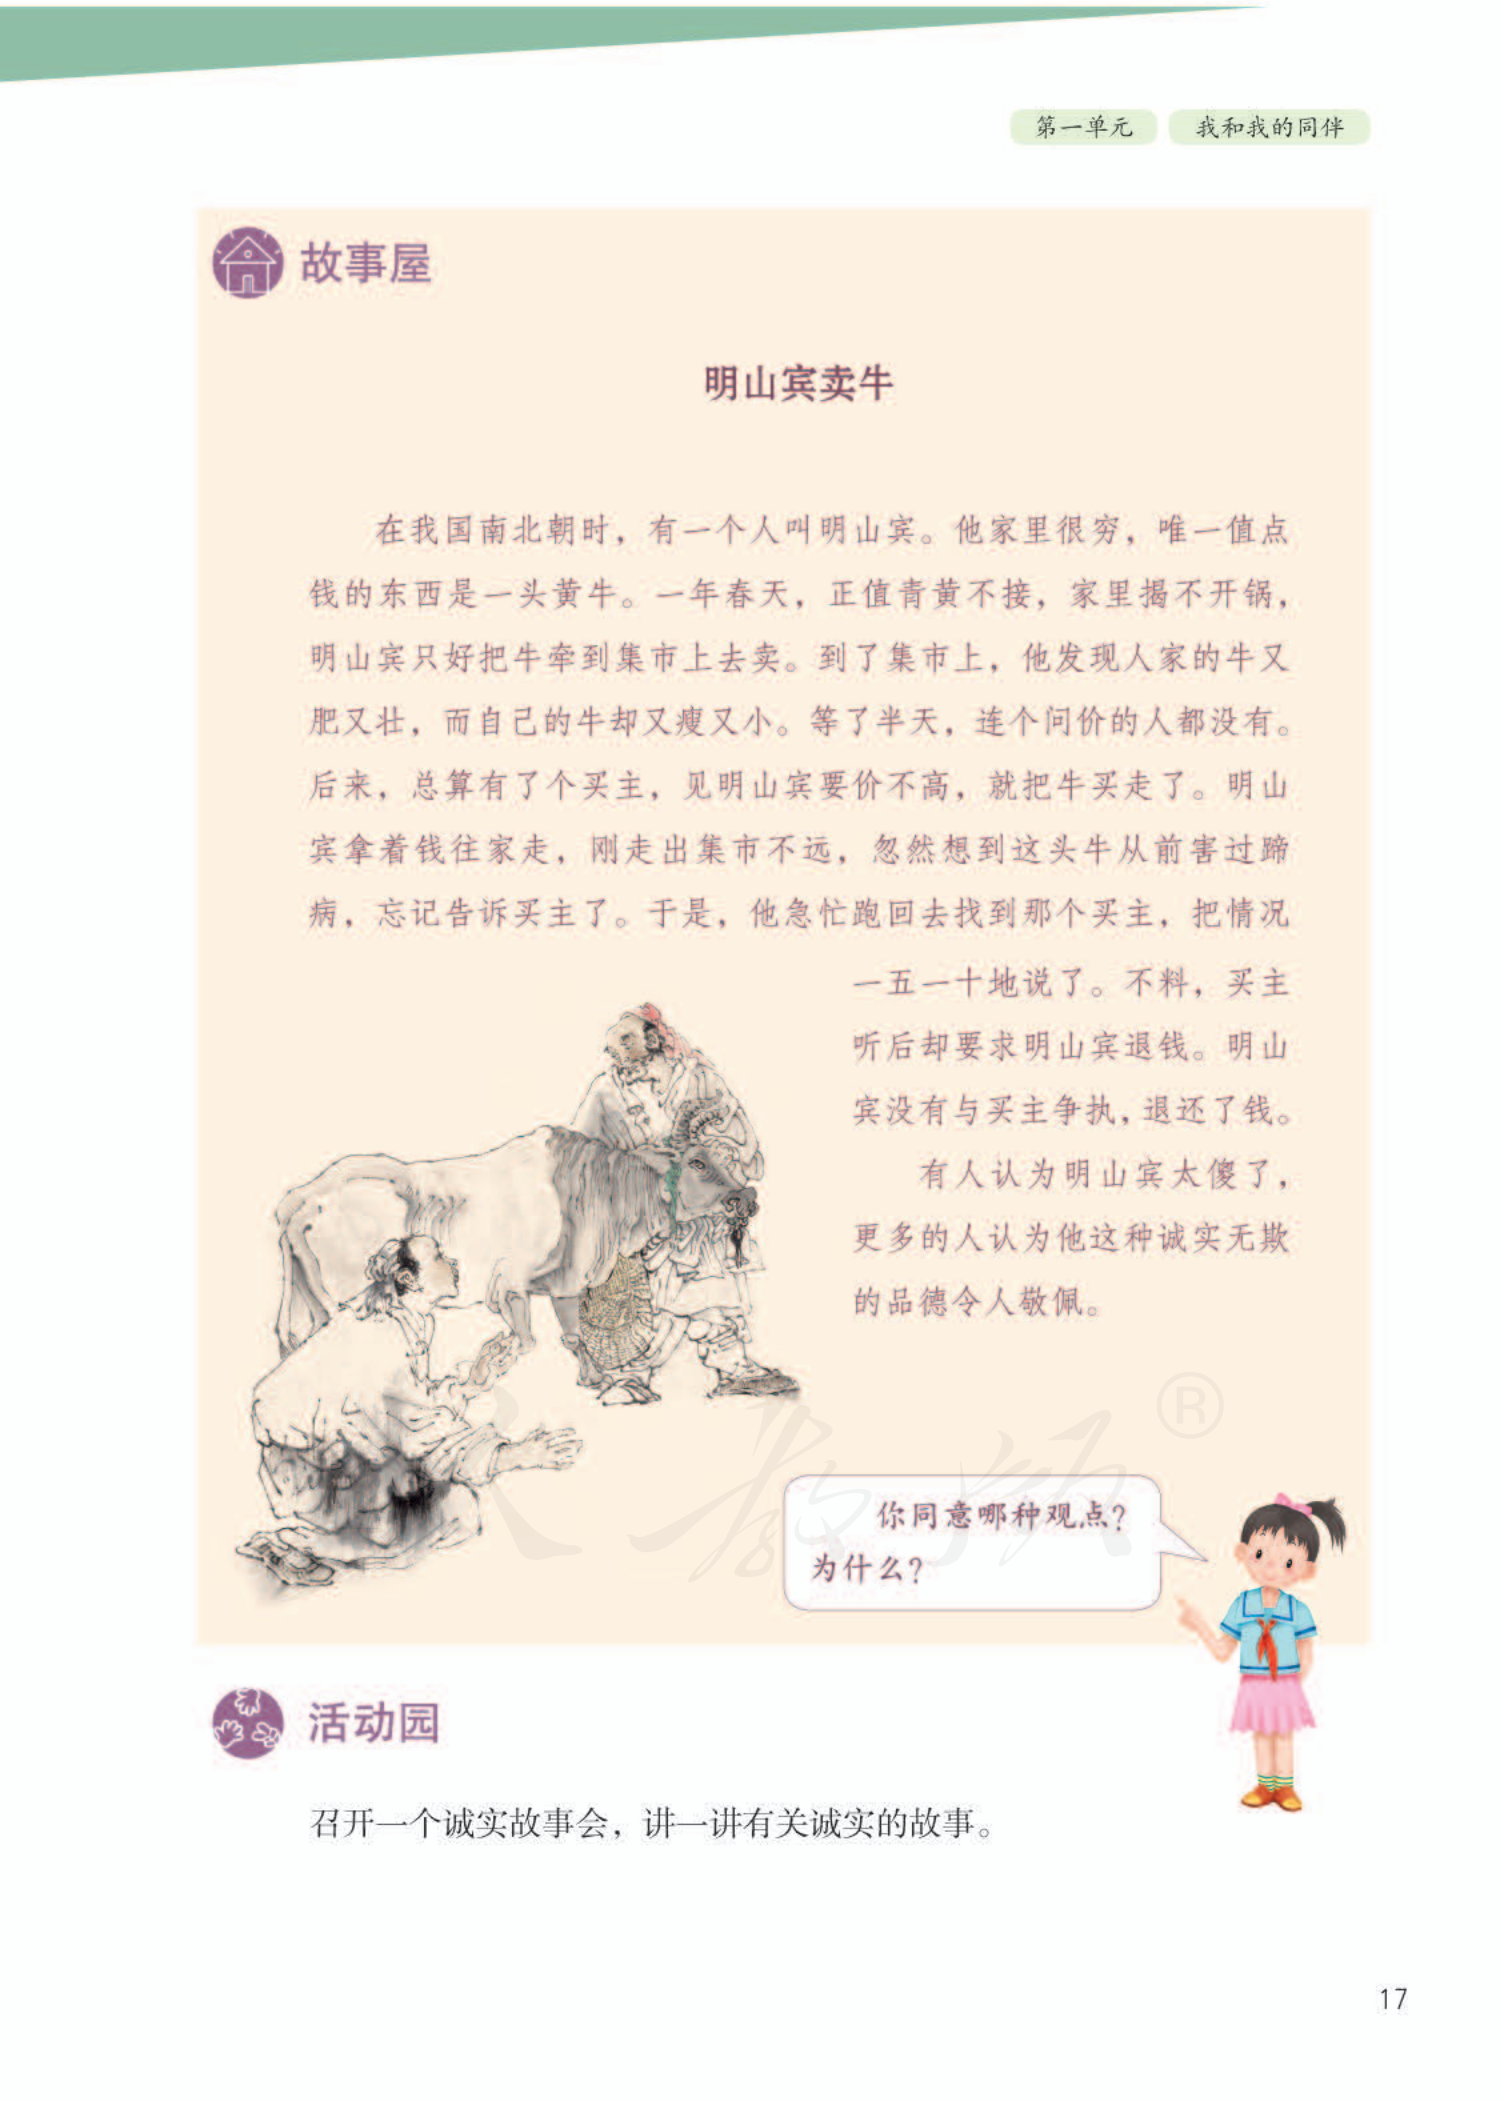 第一单元 我和我的同伴
故事屋
明山宾卖牛
在我国南北朝时，有一个人叫明山宾。他家里很穷，唯一值点
钱的东西是一头黄牛。一年春天，正值青黄不接，家里揭不开锅，
明山宾只好把牛牵到集市上去卖。到了集市上，他发现人家的牛又
肥又壮，而自己的牛却又瘦又小。等了半天，连个问价的人都没有。
后来，总算有了个买主，见明山宾要价不高，就把牛买走了。明山
宾拿着钱往家走，刚走出集市不远，忽然想到这头牛从前害过蹄
病，忘记告诉买主了。于是，他急忙跑回去找到那个买主，把情况
一五一十地说了。不料，买主
听后却要求明山宾退钱。明山
宾没有与买主争执，退还了钱。
有人认为明山宾太傻了，
更多的人认为他这种诚实无欺
的品德令人敬佩。
®
你同意哪种观点？
为什么？
活动园
召开一个诚实故事会，讲一讲有关诚实的故事。
17